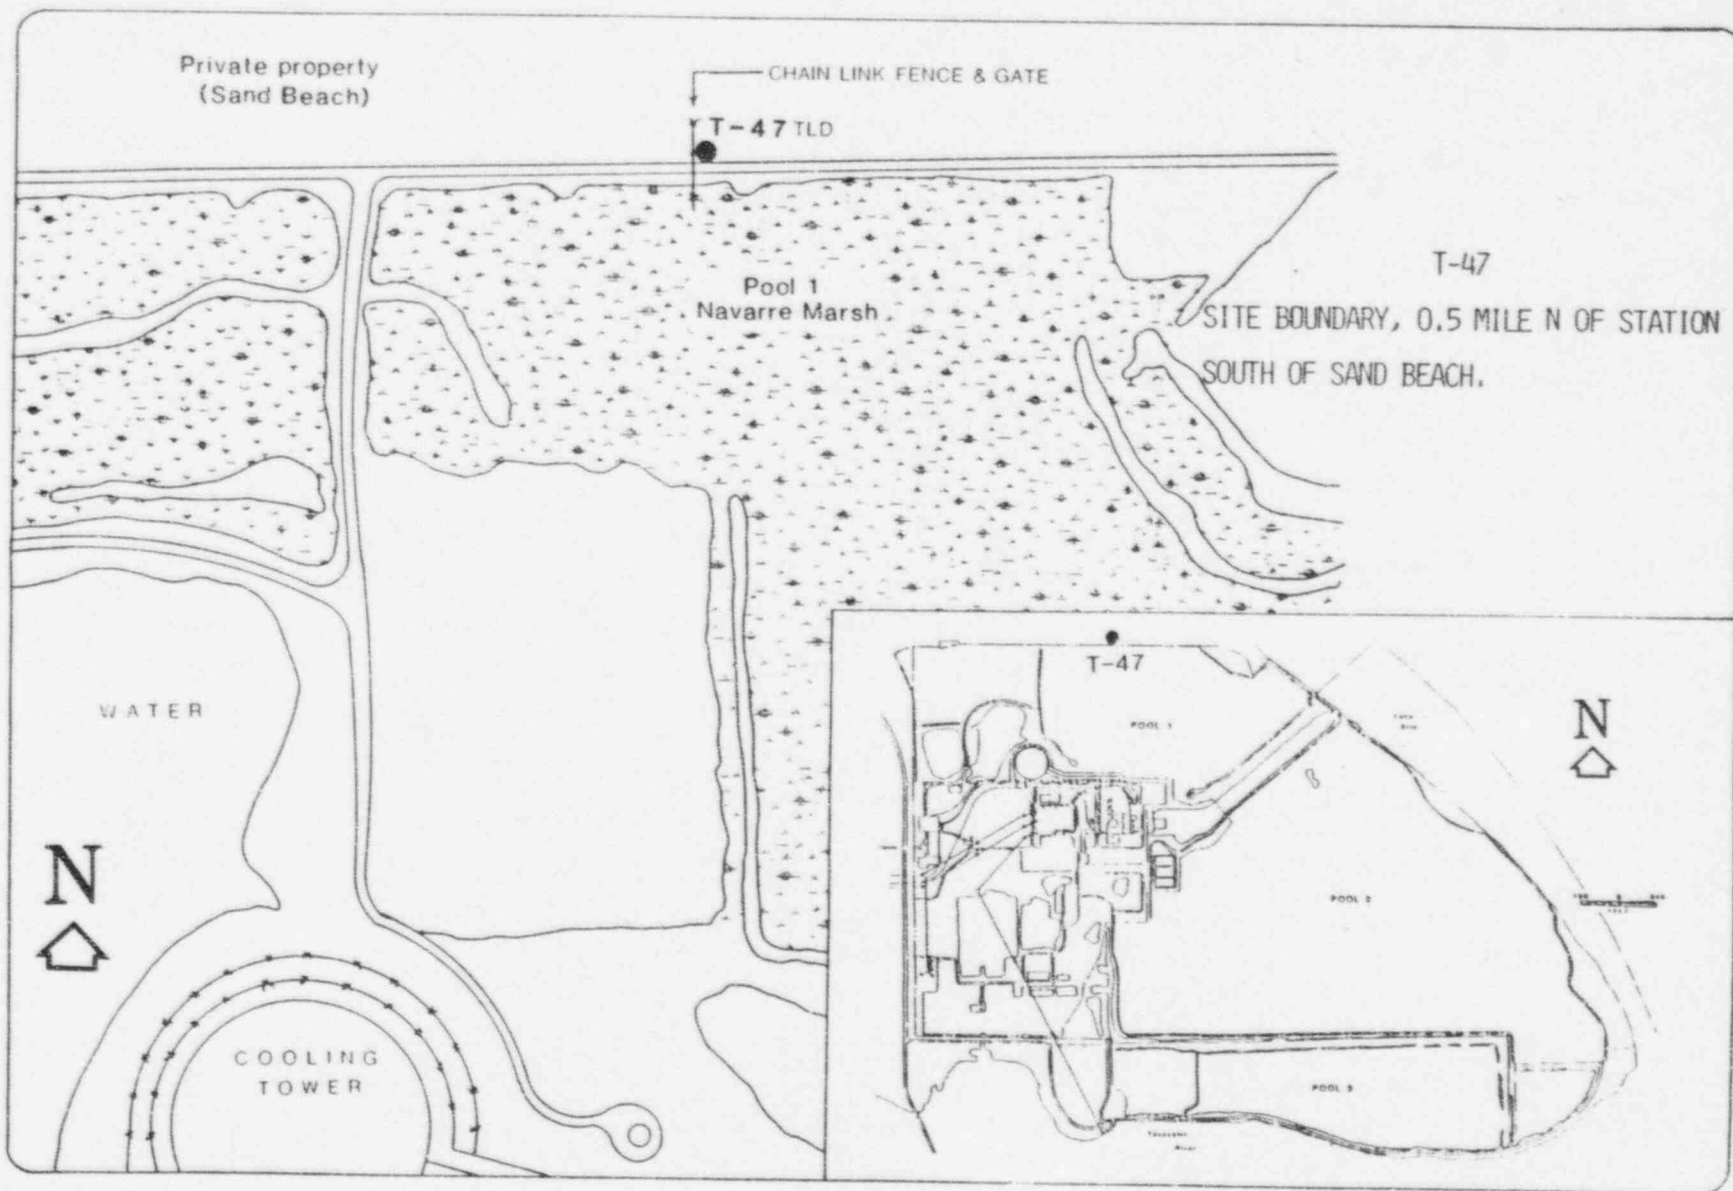 Private property
(Sand Beach)
CHAIN LINK FENCE & GATE
T-47 TLD
Pool 1
Navarre Marsh
T-47
SITE BOUNDARY, 0.5 MILE N OF STATION
SOUTH OF SAND BEACH.
WATER
N
COOLING
TOWER
T-47
POOL 1
N
POOL 2
POOL 3